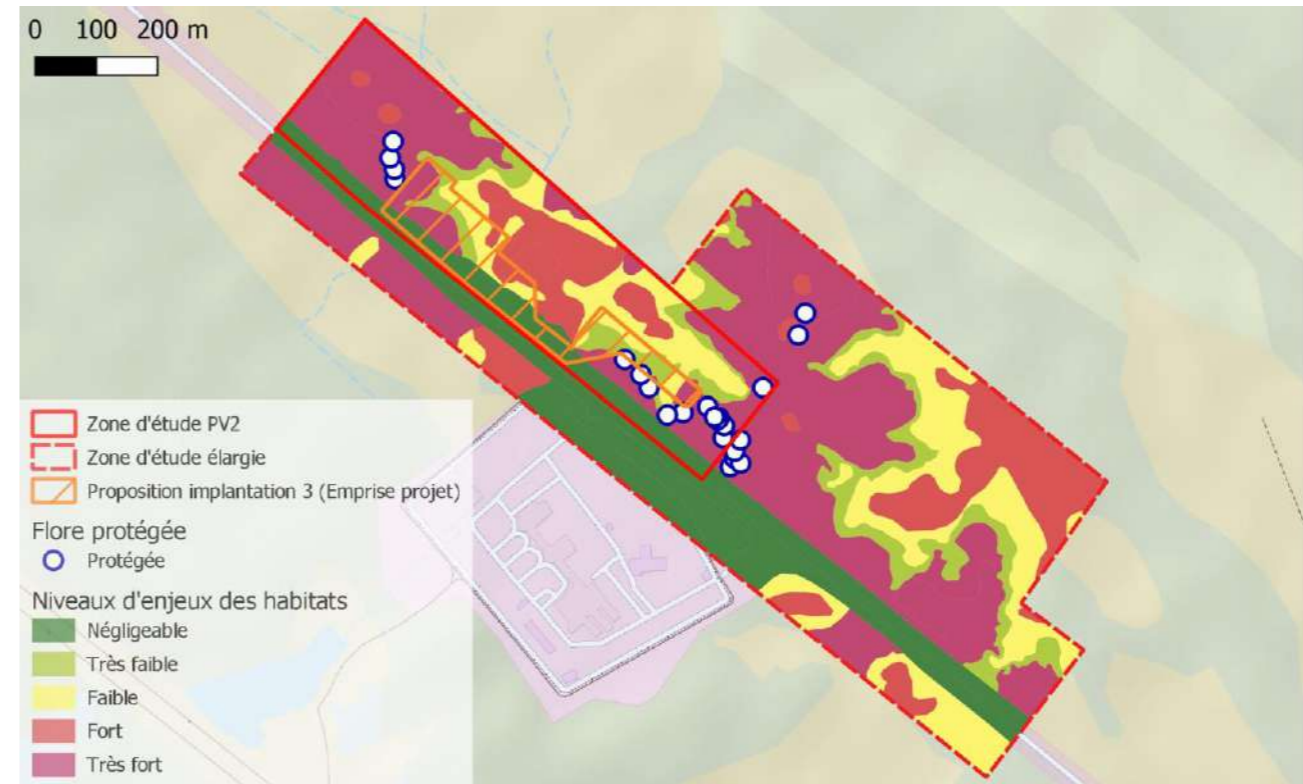 0 100 200 m
Zone d'étude PV2
Zone d'étude élargie
Proposition implantation 3 (Emprise projet)
Flore protégée
Protégée
Niveaux d'enjeux des habitats
Négligeable
Très faible
Faible
Fort
Très fort